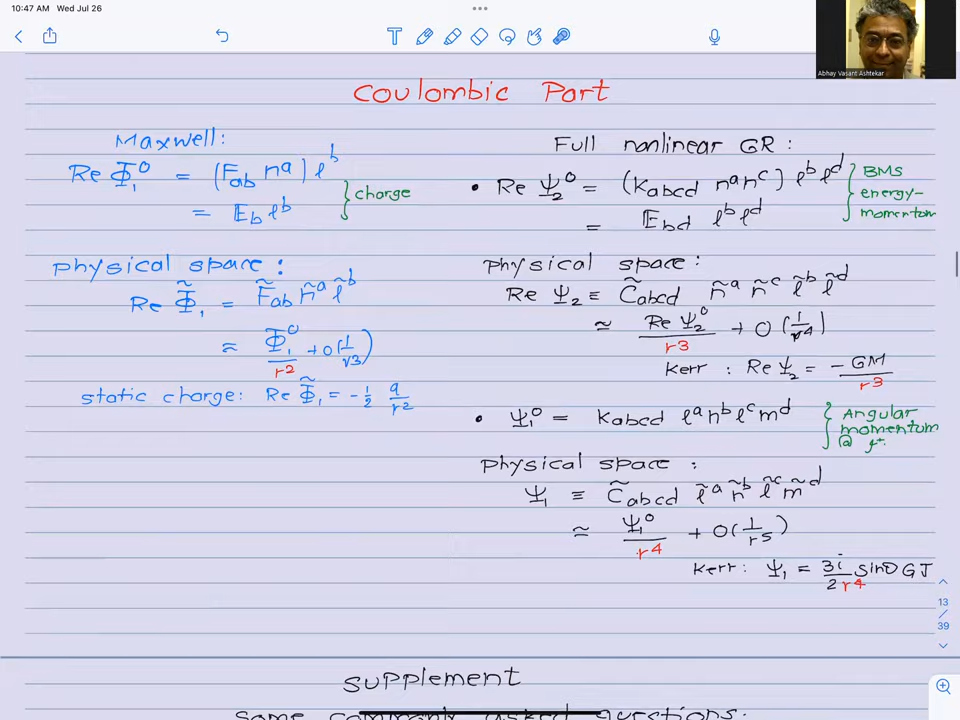 10:47 AM Wed Jul 26
Abhay Vasant Ashtekar
Coulombic Part
Maxwell:
Re Φ₁⁰ = (F_ab n^a) l^b
= E_b l^b
} charge
Physical space:
Re Φ̃₁ = F̃_ab ñ^a l̃^b
≈ Φ₁⁰/r² + O(1/r³)
static charge: Re Φ̃₁ = -½ q/r²
Full nonlinear GR:
• Re Ψ₂⁰ = (K_abcd n^a n^c) l^b l^d
= E_bd l^b l^d
} BMS
energy-
momentum
Physical space:
Re Ψ₂ ≡ C̃_abcd ñ^a ñ^c l̃^b l̃^d
≈ Re Ψ₂⁰/r³ + O(1/r⁴)
Kerr: Re Ψ₂ = -GM/r³
• Ψ₁⁰ = K_abcd l^a n^b l^c m^d
} Angular
momentum
@
Physical space:
Ψ₁ ≡ C̃_abcd l̃^a ñ^b l̃^c m̃^d
≈ Ψ₁⁰/r⁴ + O(1/r⁵)
Kerr: Ψ₁ = 3i/2r⁴ sinθ GJ
13
/
39
Supplement
Some asked questions: